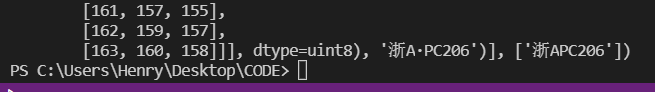 [161, 157, 155],
[162, 159, 157],
[163, 160, 158]]], dtype=uint8), '浙A·PC206')], ['浙APC206'])
PS C:\Users\Henry\Desktop\CODE>